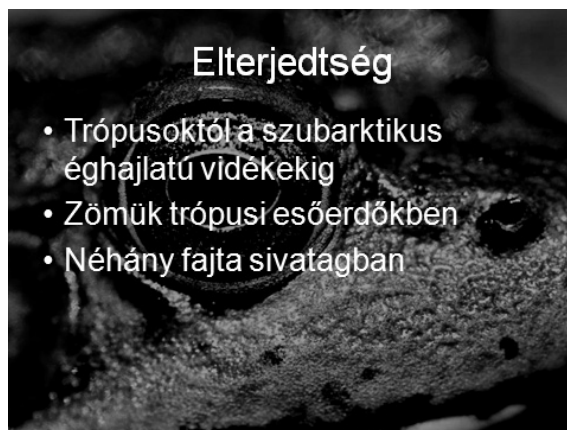 Elterjedtség
• Trópusoktól a szubarktikus
éghajlatú vidékekig
• Zömük trópusi esőerdőkben
• Néhány fajta sivatagban